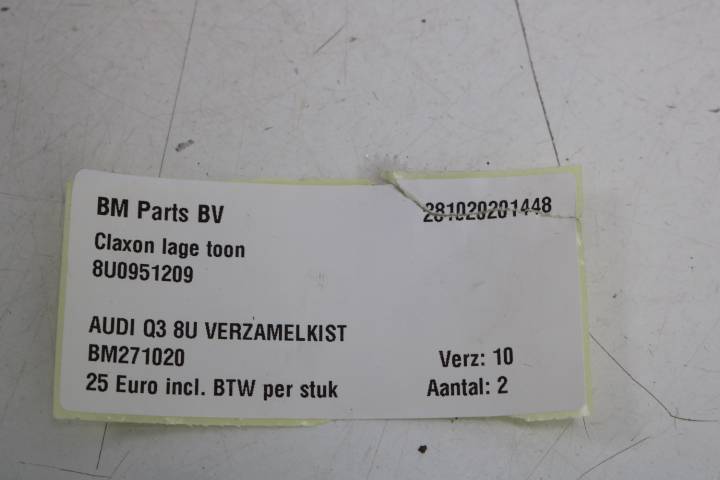 BM Parts BV 281020201448
Claxon lage toon
8U0951209
AUDI Q3 8U VERZAMELKIST
BM271020 Verz: 10
25 Euro incl. BTW per stuk Aantal: 2